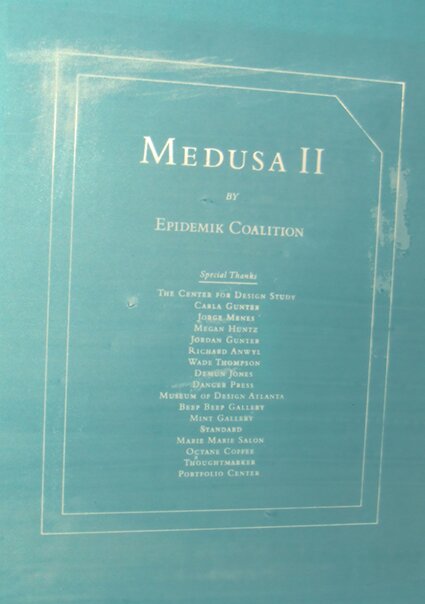 MEDUSA II
BY
EPIDEMIK COALITION
Special Thanks
THE CENTER FOR DESIGN STUDY
CARLA GUNTER
JORGE MENES
MEGAN HUNTZ
JORDAN GUNTER
RICHARD ANWYL
WADE THOMPSON
DEMUN JONES
DANGER PRESS
MUSEUM OF DESIGN ATLANTA
BEEP BEEP GALLERY
MINT GALLERY
STANDARD
MARIE MARIE SALON
OCTANE COFFEE
THOUGHTMARKER
PORTFOLIO CENTER